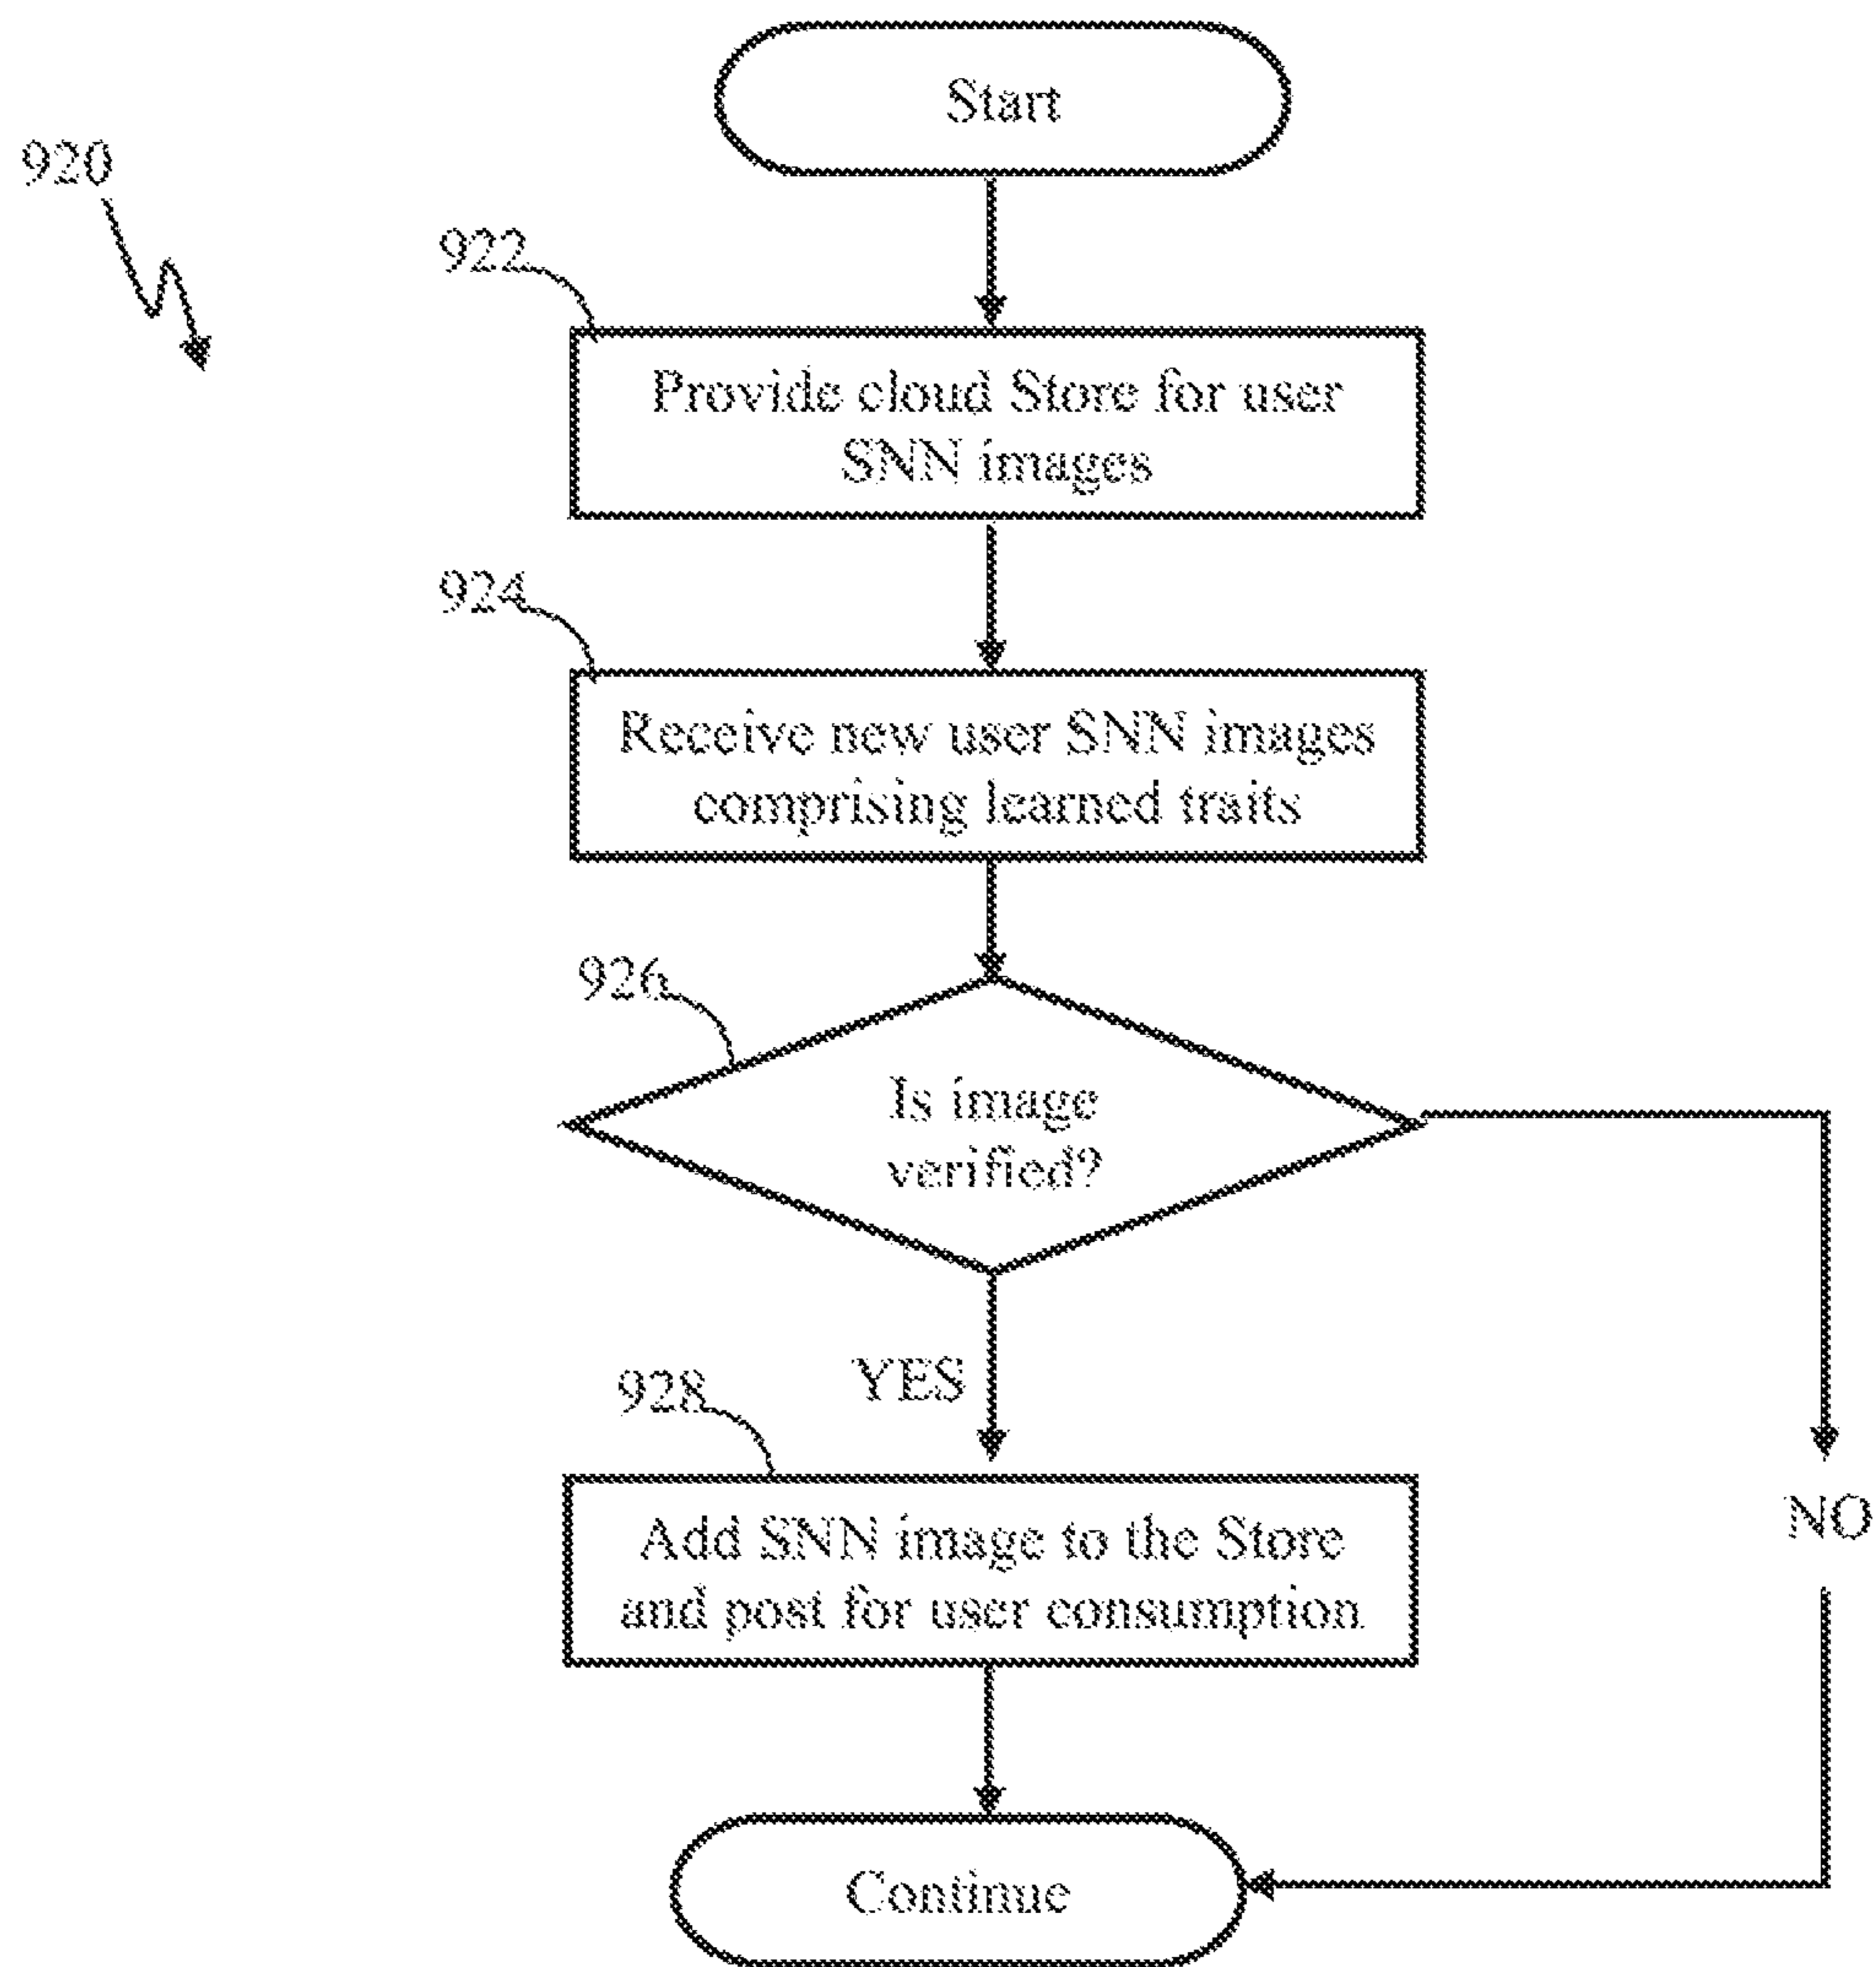 Start
920
922
Provide cloud Store for user
SNN images
924
Receive new user SNN images
comprising learned traits
926
Is image
verified?
YES
928
Add SNN image to the Store
and post for user consumption
NO
Continue